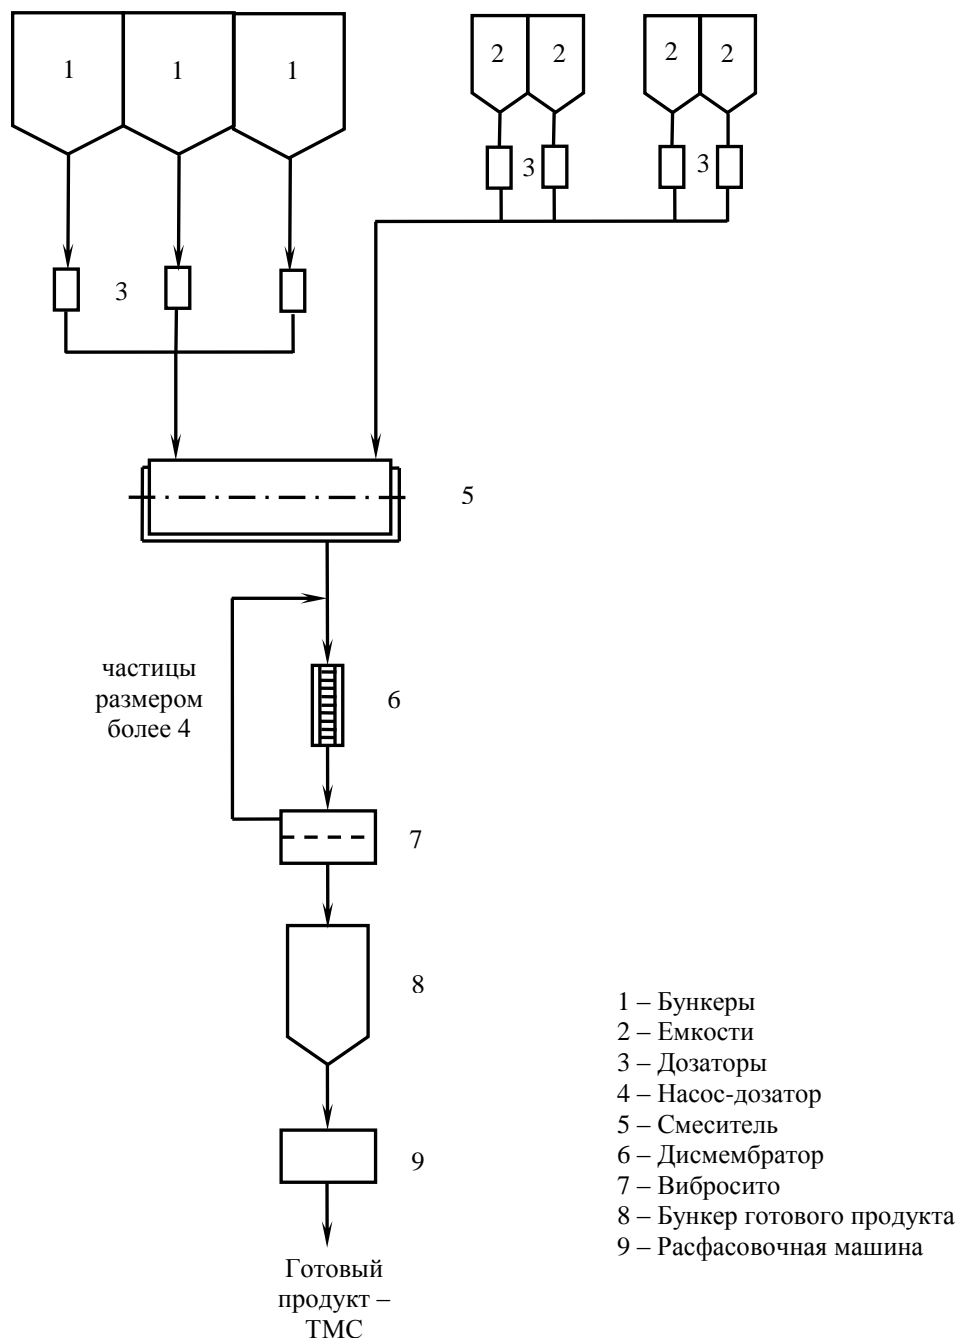 1
1
1
2
2
2
2
3
3
3
5
частицы
размером
более 4
6
7
8
9
Готовый
продукт –
ТМС
1 – Бункеры
2 – Емкости
3 – Дозаторы
4 – Насос-дозатор
5 – Смеситель
6 – Дисмембратор
7 – Вибросито
8 – Бункер готового продукта
9 – Расфасовочная машина